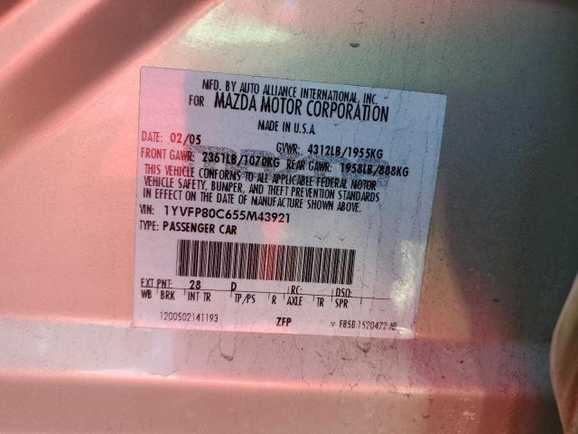 MFD. BY AUTO ALLIANCE INTERNATIONAL, INC.
FOR MAZDA MOTOR CORPORATION
MADE IN U.S.A.
DATE: 02/05 GVWR: 4312LB/1955KG
FRONT GAWR: 2361LB/1070KG REAR GAWR: 1958LB/888KG
THIS VEHICLE CONFORMS TO ALL APPLICABLE FEDERAL MOTOR
VEHICLE SAFETY, BUMPER, AND THEFT PREVENTION STANDARDS
IN EFFECT ON THE DATE OF MANUFACTURE SHOWN ABOVE.
VIN: 1YVFP80C655M43921
TYPE: PASSENGER CAR
EXT PNT: 28 D RC: DSO:
WB BRK INT TR TP/PS R AXLE TR SPR
1200502141193 ZFP